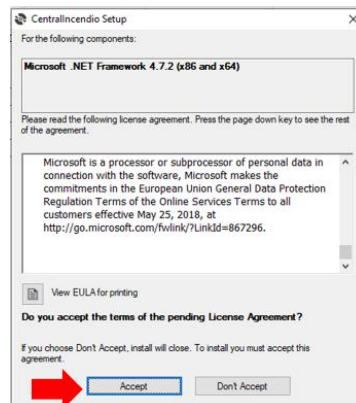 CentralIncendio Setup
For the following components:
Microsoft .NET Framework 4.7.2 (x86 and x64)
Please read the following license agreement. Press the page down key to see the rest
of the agreement.
Microsoft is a processor or subprocessor of personal data in
connection with the software, Microsoft makes the
commitments in the European Union General Data Protection
Regulation Terms of the Online Services Terms to all
customers effective May 25, 2018, at
http://go.microsoft.com/fwlink/?LinkId=867296.
View EULA for printing
Do you accept the terms of the pending License Agreement?
If you choose Don't Accept, install will close. To install you must accept this
agreement.
Accept
Don't Accept